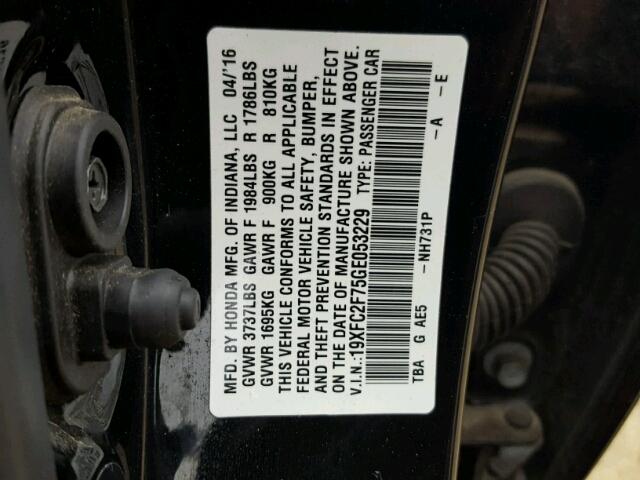 MFD. BY HONDA MFG. OF INDIANA, LLC 04/'16
GVWR 3737LBS GAWR F 1984LBS R 1786LBS
GVWR 1695KG GAWR F 900KG R 810KG
THIS VEHICLE CONFORMS TO ALL APPLICABLE
FEDERAL MOTOR VEHICLE SAFETY, BUMPER,
AND THEFT PREVENTION STANDARDS IN EFFECT
ON THE DATE OF MANUFACTURE SHOWN ABOVE.
V.I.N.:19XFC2F75GE053229 TYPE: PASSENGER CAR
TBA G AE5 -NH731P -A -E